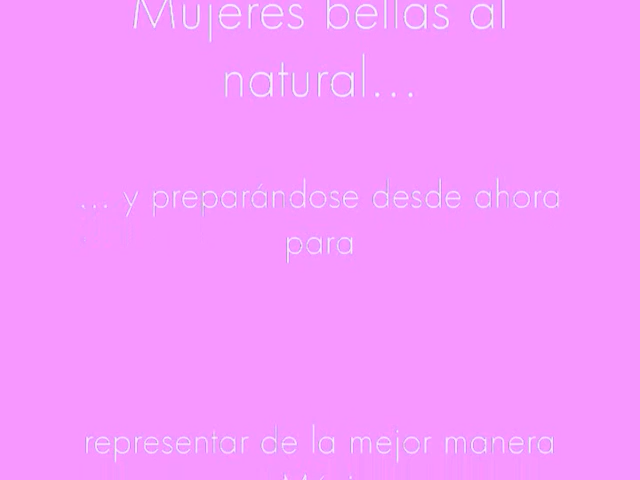 Mujeres bellas al
natural...
... y preparándose desde ahora
para
representar de la mejor manera